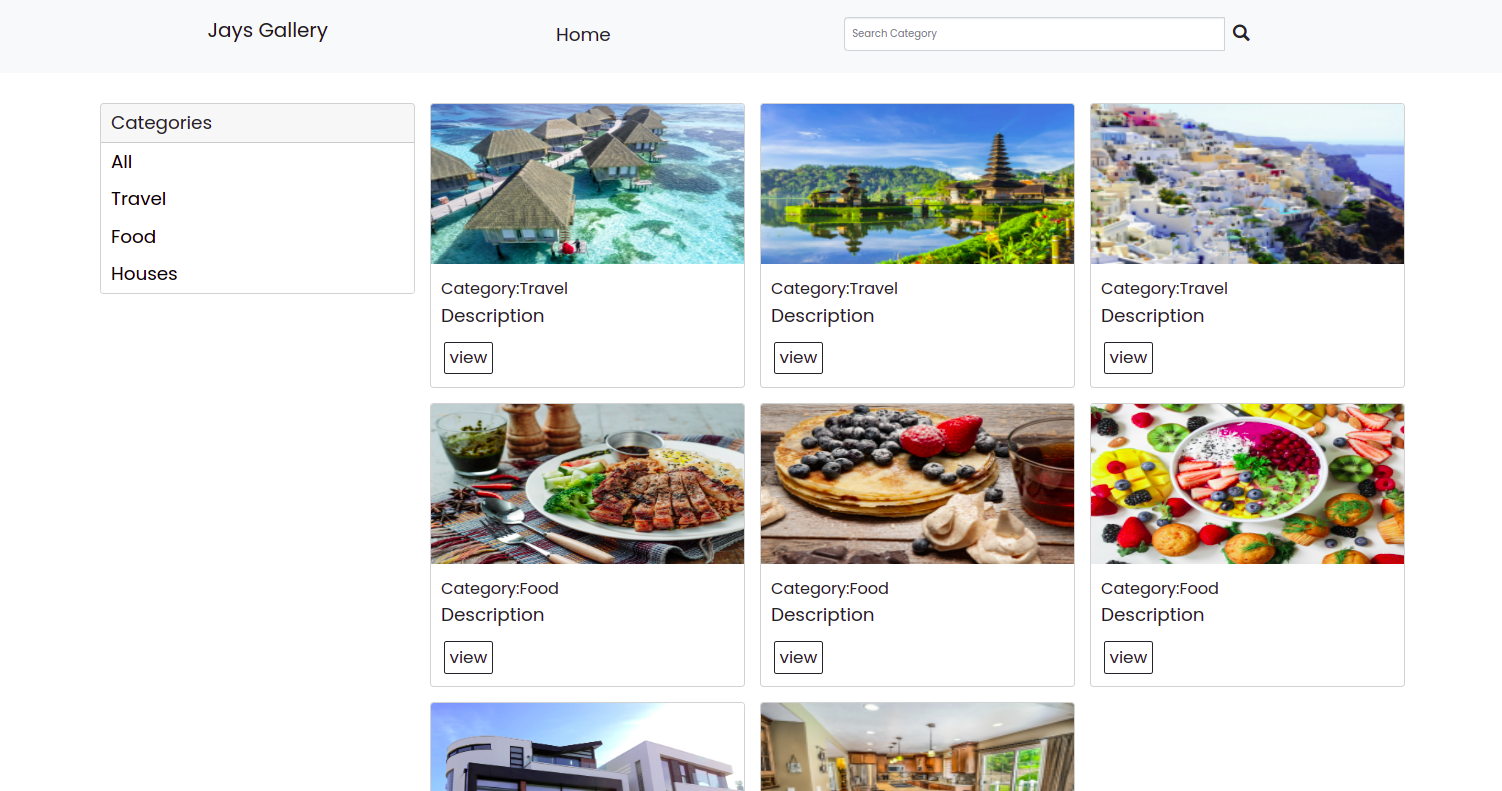 Jays Gallery
Home
Search Category
Categories
All
Travel
Food
Houses
Category:Travel
Description
view
Category:Travel
Description
view
Category:Travel
Description
view
Category:Food
Description
view
Category:Food
Description
view
Category:Food
Description
view